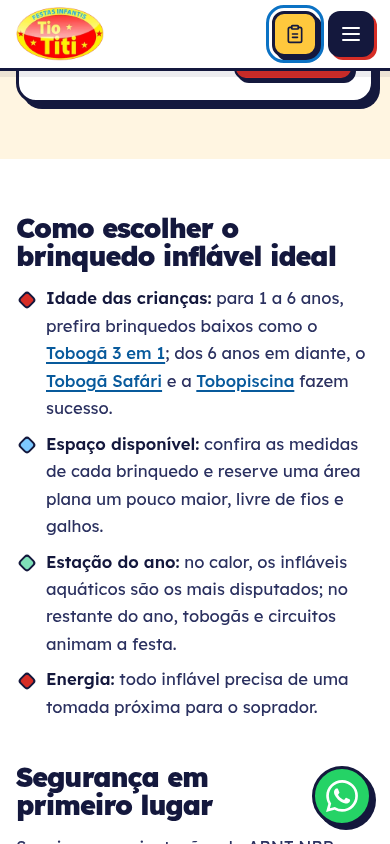 FESTAS INFANTIS
Tio
Titi
Como escolher o
brinquedo inflável ideal
Idade das crianças: para 1 a 6 anos,
prefira brinquedos baixos como o
Tobogã 3 em 1; dos 6 anos em diante, o
Tobogã Safári e a Tobopiscina fazem
sucesso.
Espaço disponível: confira as medidas
de cada brinquedo e reserve uma área
plana um pouco maior, livre de fios e
galhos.
Estação do ano: no calor, os infláveis
aquáticos são os mais disputados; no
restante do ano, tobogãs e circuitos
animam a festa.
Energia: todo inflável precisa de uma
tomada próxima para o soprador.
Segurança em
primeiro lugar